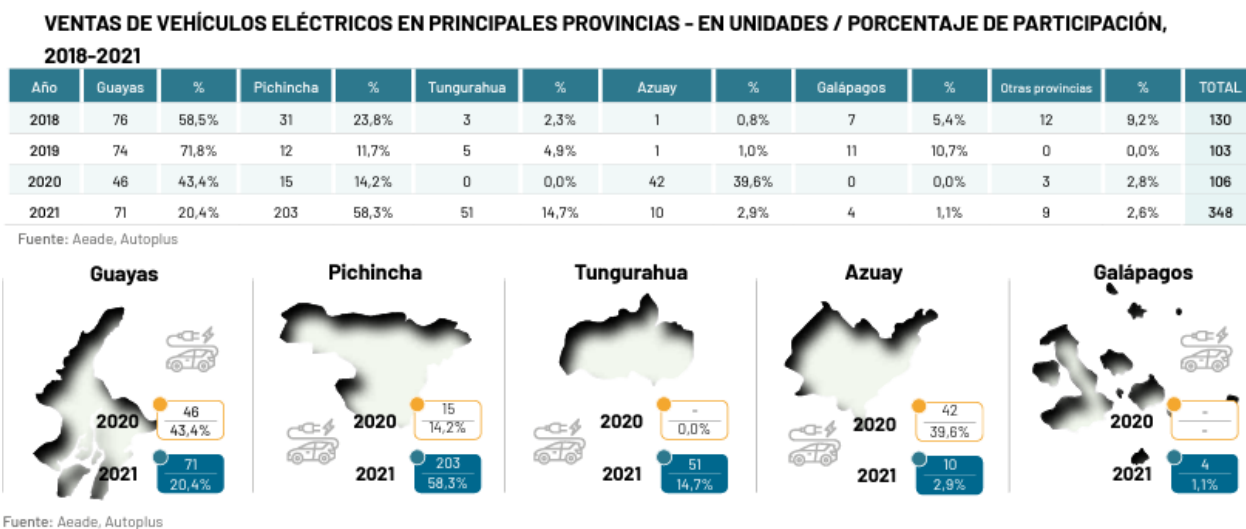 VENTAS DE VEHÍCULOS ELÉCTRICOS EN PRINCIPALES PROVINCIAS - EN UNIDADES / PORCENTAJE DE PARTICIPACIÓN,
2018-2021
Año Guayas % Pichincha % Tungurahua % Azuay % Galápagos % Otras provincias % TOTAL
2018 76 58,5% 31 23,8% 3 2,3% 1 0,8% 7 5,4% 12 9,2% 130
2019 74 71,8% 12 11,7% 5 4,9% 1 1,0% 11 10,7% 0 0,0% 103
2020 46 43,4% 15 14,2% 0 0,0% 42 39,6% 0 0,0% 3 2,8% 106
2021 71 20,4% 203 58,3% 51 14,7% 10 2,9% 4 1,1% 9 2,6% 348
Fuente: Aeade, Autoplus
Guayas
2020
46
43,4%
2021
71
20,4%
Pichincha
2020
15
14,2%
2021
203
58,3%
Tungurahua
2020
-
0,0%
2021
51
14,7%
Azuay
2020
42
39,6%
2021
10
2,9%
Galápagos
2020
-
-
2021
4
1,1%
Fuente: Aeade, Autoplus